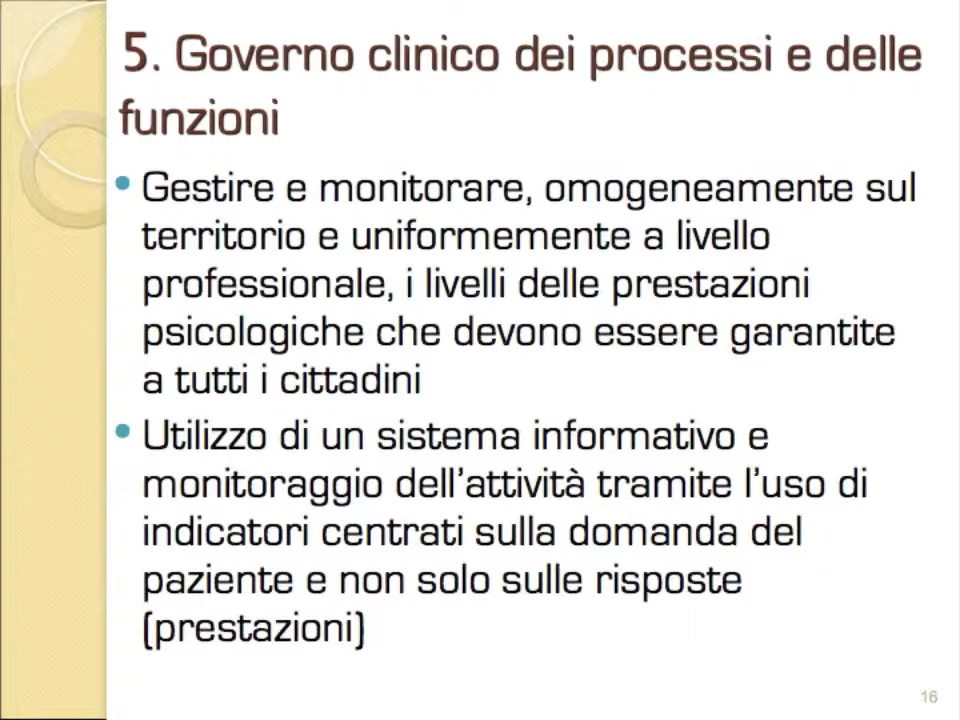 5. Governo clinico dei processi e delle
funzioni
• Gestire e monitorare, omogeneamente sul
territorio e uniformemente a livello
professionale, i livelli delle prestazioni
psicologiche che devono essere garantite
a tutti i cittadini
• Utilizzo di un sistema informativo e
monitoraggio dell'attività tramite l'uso di
indicatori centrati sulla domanda del
paziente e non solo sulle risposte
(prestazioni)
16